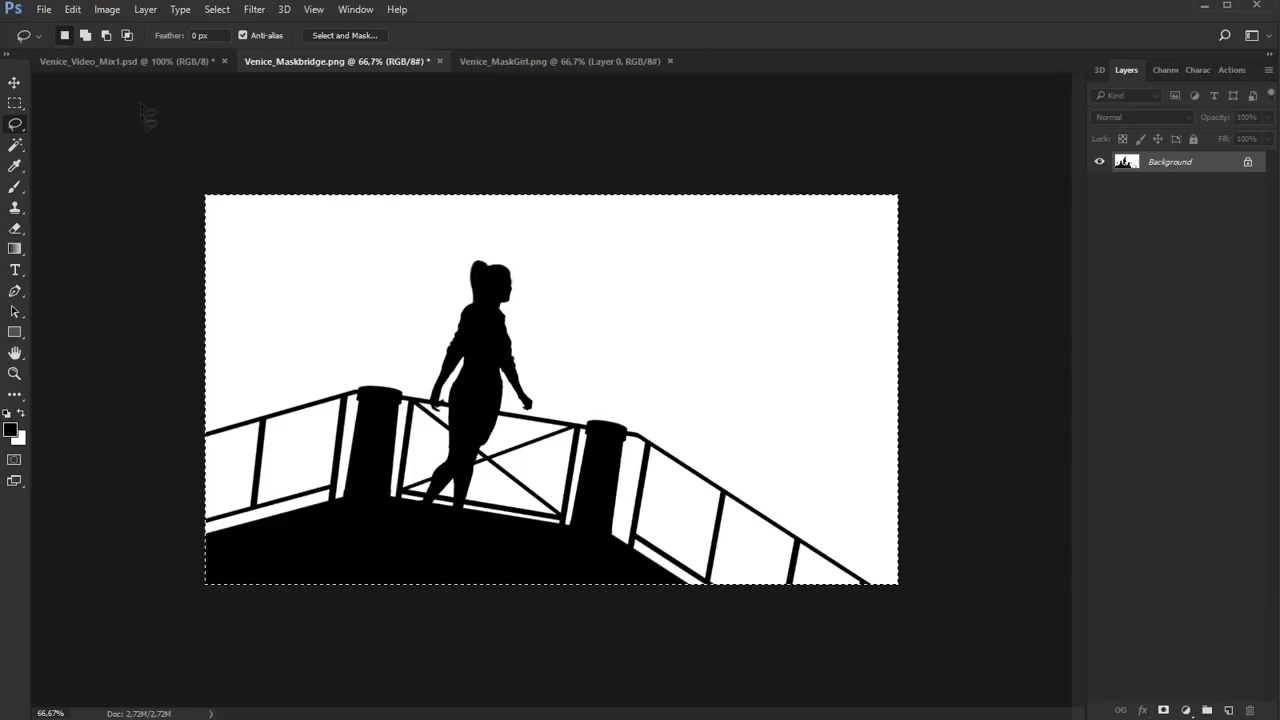 Ps File Edit Image Layer Type Select Filter 3D View Window Help
Feather: 0 px Anti-alias Select and Mask...
Venice_Video_Mix1.psd @ 100% (RGB/8) * × Venice_Maskbridge.png @ 66,7% (RGB/8#) * × Venice_MaskGirl.png @ 66,7% (Layer 0, RGB/8#) ×
3D Layers Channe Charac Actions
Kind
Normal Opacity: 100%
Lock: Fill: 100%
Background
66,67% Doc: 2,72M/2,72M